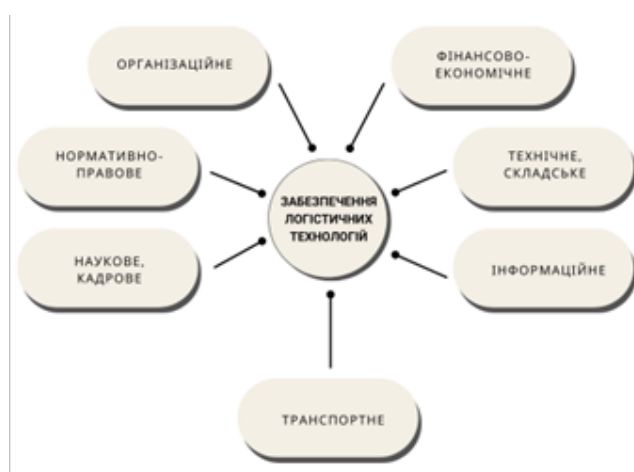 ОРГАНІЗАЦІЙНЕ
ФІНАНСОВО-
ЕКОНОМІЧНЕ
НОРМАТИВНО-
ПРАВОВЕ
ТЕХНІЧНЕ,
СКЛАДСЬКЕ
ЗАБЕЗПЕЧЕННЯ
ЛОГІСТИЧНИХ
ТЕХНОЛОГІЙ
НАУКОВЕ,
КАДРОВЕ
ІНФОРМАЦІЙНЕ
ТРАНСПОРТНЕ